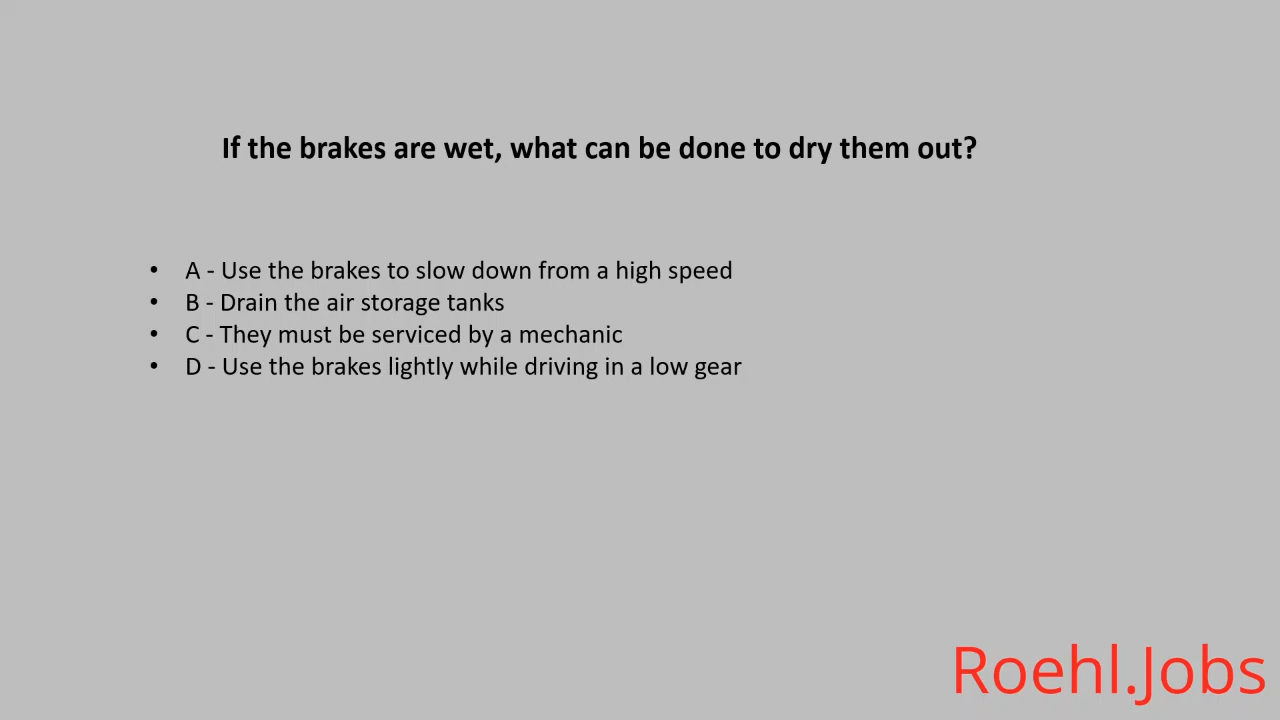 If the brakes are wet, what can be done to dry them out?
• A - Use the brakes to slow down from a high speed
• B - Drain the air storage tanks
• C - They must be serviced by a mechanic
• D - Use the brakes lightly while driving in a low gear
Roehl.Jobs